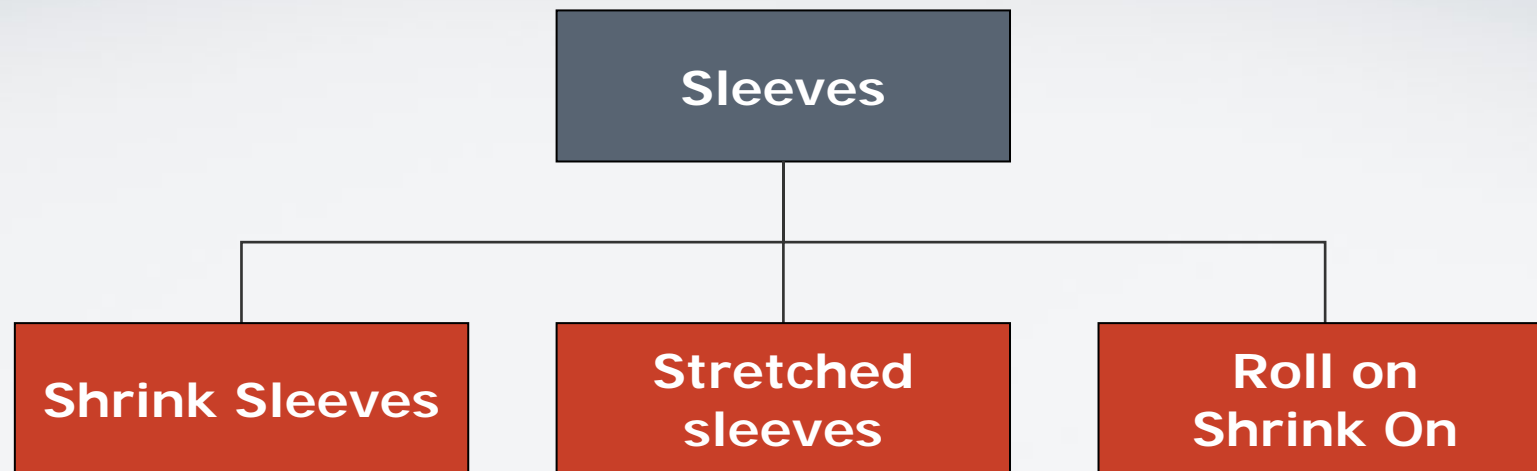 Sleeves
Shrink Sleeves
Stretched
sleeves
Roll on
Shrink On